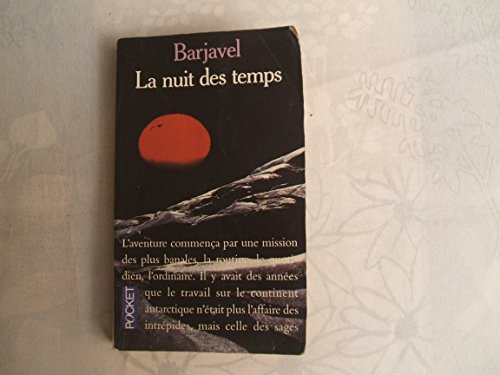 Barjavel
La nuit des temps
L'aventure commença par une mission
des plus banales, la routine, le quoti-
dien, l'ordinaire. Il y avait des années
que le travail sur le continent
antarctique n'était plus l'affaire des
intrépides, mais celle des sages
POCKET